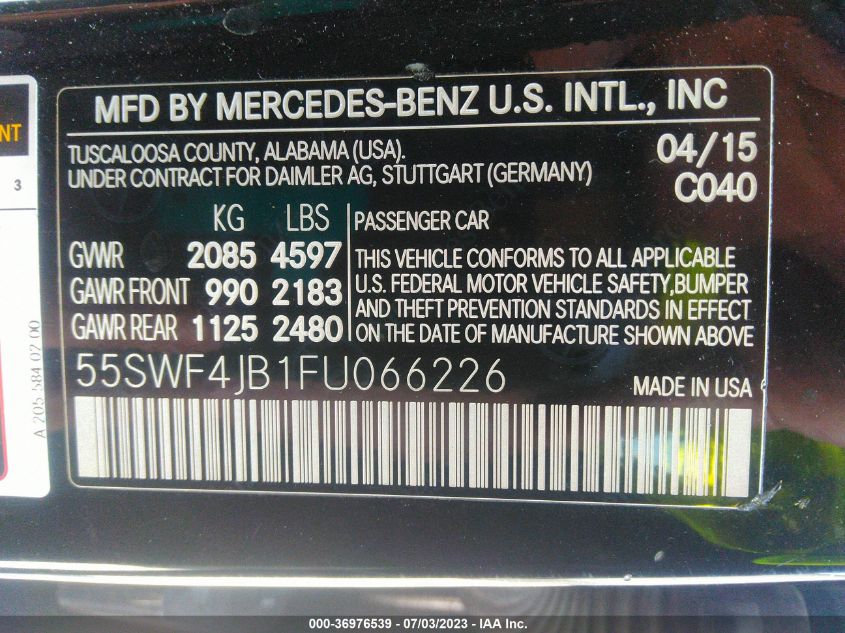 MFD BY MERCEDES-BENZ U.S. INTL., INC
TUSCALOOSA COUNTY, ALABAMA (USA).
UNDER CONTRACT FOR DAIMLER AG, STUTTGART (GERMANY)
04/15
C040
KG LBS
GVWR 2085 4597
GAWR FRONT 990 2183
GAWR REAR 1125 2480
PASSENGER CAR
THIS VEHICLE CONFORMS TO ALL APPLICABLE
U.S. FEDERAL MOTOR VEHICLE SAFETY,BUMPER
AND THEFT PREVENTION STANDARDS IN EFFECT
ON THE DATE OF MANUFACTURE SHOWN ABOVE
55SWF4JB1FU066226
MADE IN USA
NT
3
A 205 584 02 00
000-36976539 - 07/03/2023 - IAA Inc.